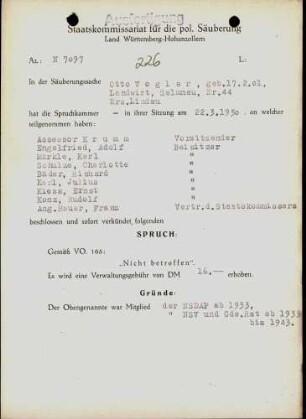 Ausfertigung
Staatskommissariat für die pol. Säuberung
Land Württemberg-Hohenzollern
Az.: N 7097 226 L:
In der Säuberungssache Otto Vogler, geb.17.2.01,
Landwirt, Selmnau, Nr.44
Krs.Lindau
hat die Spruchkammer — in ihrer Sitzung am 22.3.1950 an welcher
teilgenommen haben:
Assessor Krumm Vorsitzender
Engelfried, Adolf Beisitzer
Märkle, Karl "
Schulze, Charlotte "
Bäder, Richard "
Karl, Julius "
Kless, Ernst "
Konz, Rudolf "
Ang. Hauer, Franz Vertr.d.Staatskommissars
beschlossen und sofort verkündet folgenden
SPRUCH:
Gemäß VO. 165:
„Nicht betroffen".
Es wird eine Verwaltungsgebühr von DM 16.— erhoben.
Gründe:
Der Obengenannte war Mitglied der NSDAP ab 1933,
" NSV und Gde.Rat ab 1933
bis 1943.